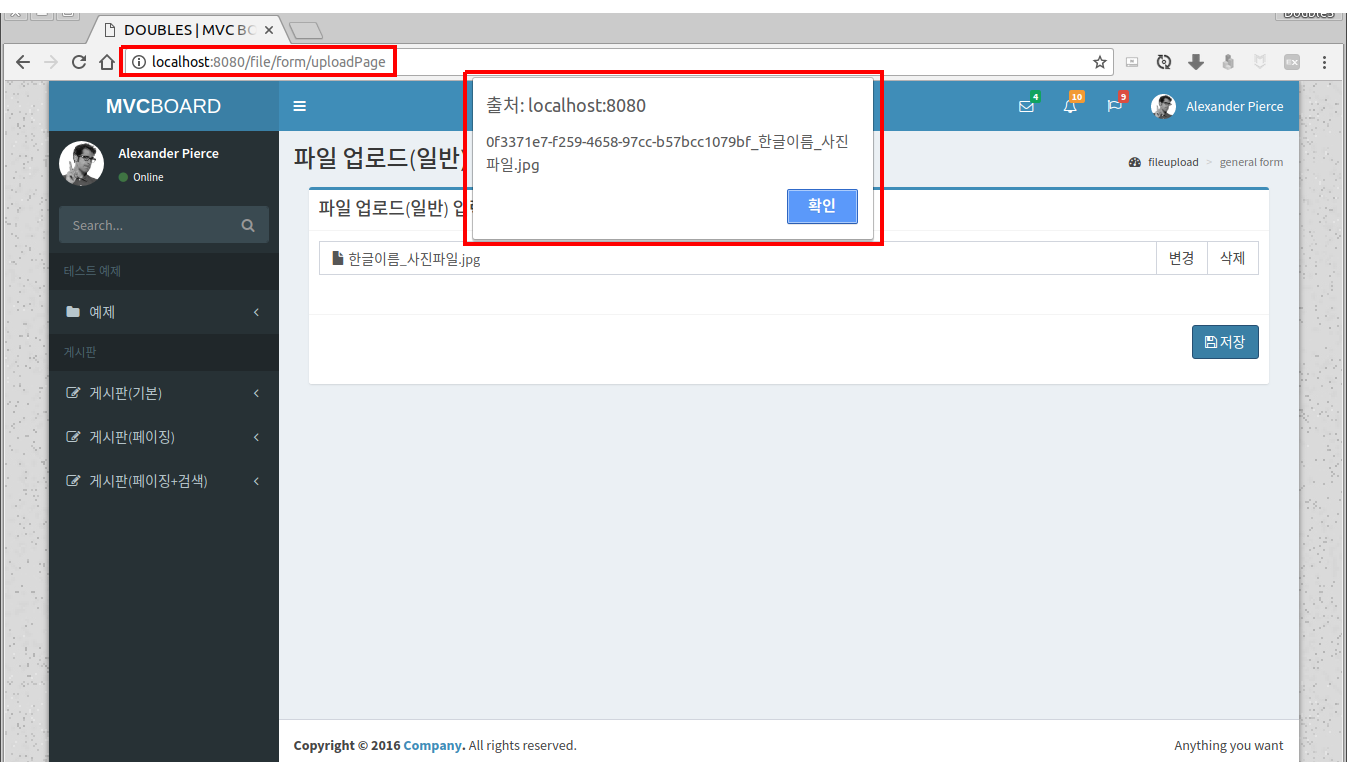 Doubles
DOUBLES | MVC BO
localhost:8080/file/form/uploadPage
MVCBOARD
4
10
9
Alexander Pierce
출처: localhost:8080
0f3371e7-f259-4658-97cc-b57bcc1079bf_한글이름_사진
파일.jpg
확인
Alexander Pierce
Online
Search...
테스트 예제
예제
게시판
게시판(기본)
게시판(페이징)
게시판(페이징+검색)
파일 업로드(일반)
fileupload > general form
파일 업로드(일반)
한글이름_사진파일.jpg
변경
삭제
저장
Copyright © 2016 Company. All rights reserved.
Anything you want